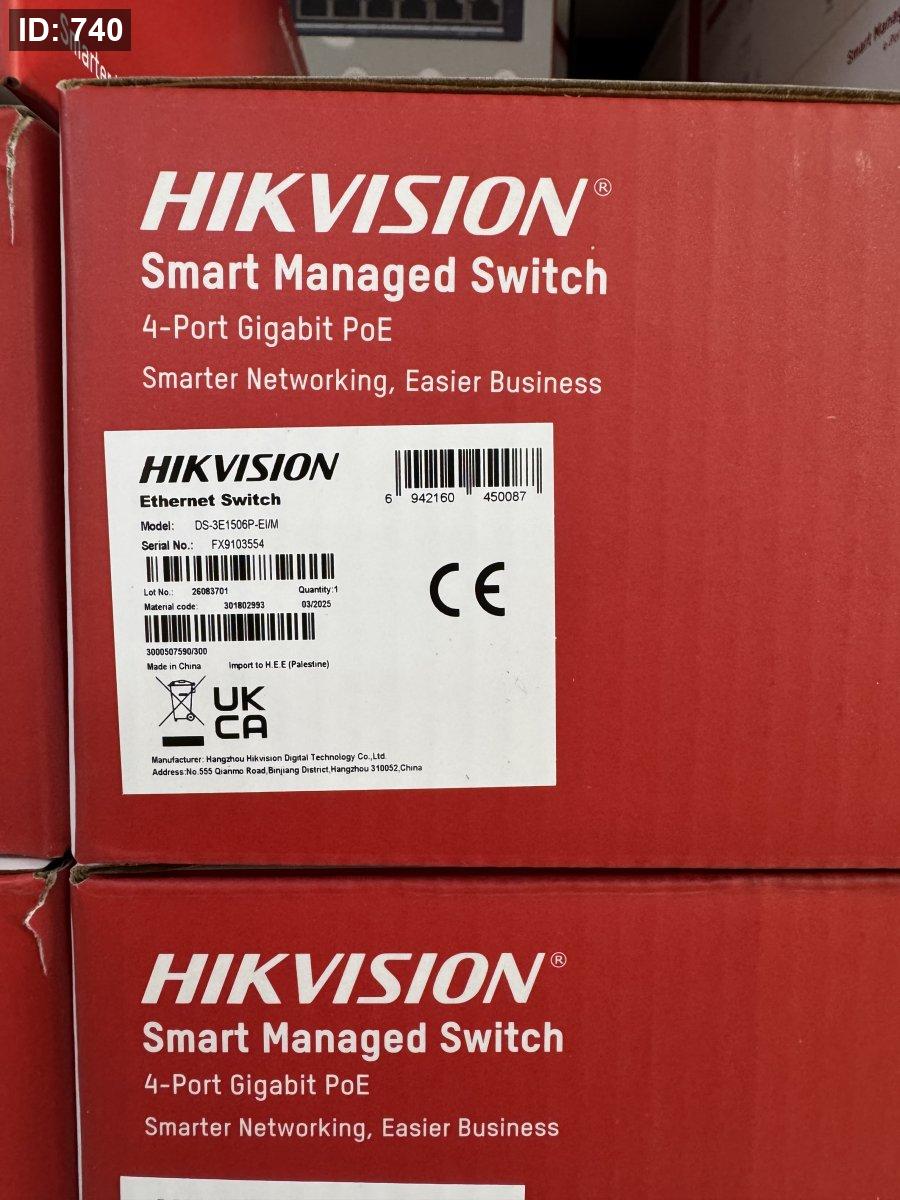 ID: 740
Smarter
Smart Mana
HIKVISION®
Smart Managed Switch
4-Port Gigabit PoE
Smarter Networking, Easier Business
HIKVISION
Ethernet Switch
6 942160 450087
Model: DS-3E1506P-EI/M
Serial No.: FX9103554
Lot No.: 26083701 Quantity:1
Material code: 301802993 03/2025
3000507590/300
Made in China Import to H.E.E (Palestine)
CE
UK
CA
Manufacturer: Hangzhou Hikvision Digital Technology Co.,Ltd.
Address:No.555 Qianmo Road,Binjiang District,Hangzhou 310052,China
HIKVISION®
Smart Managed Switch
4-Port Gigabit PoE
Smarter Networking, Easier Business